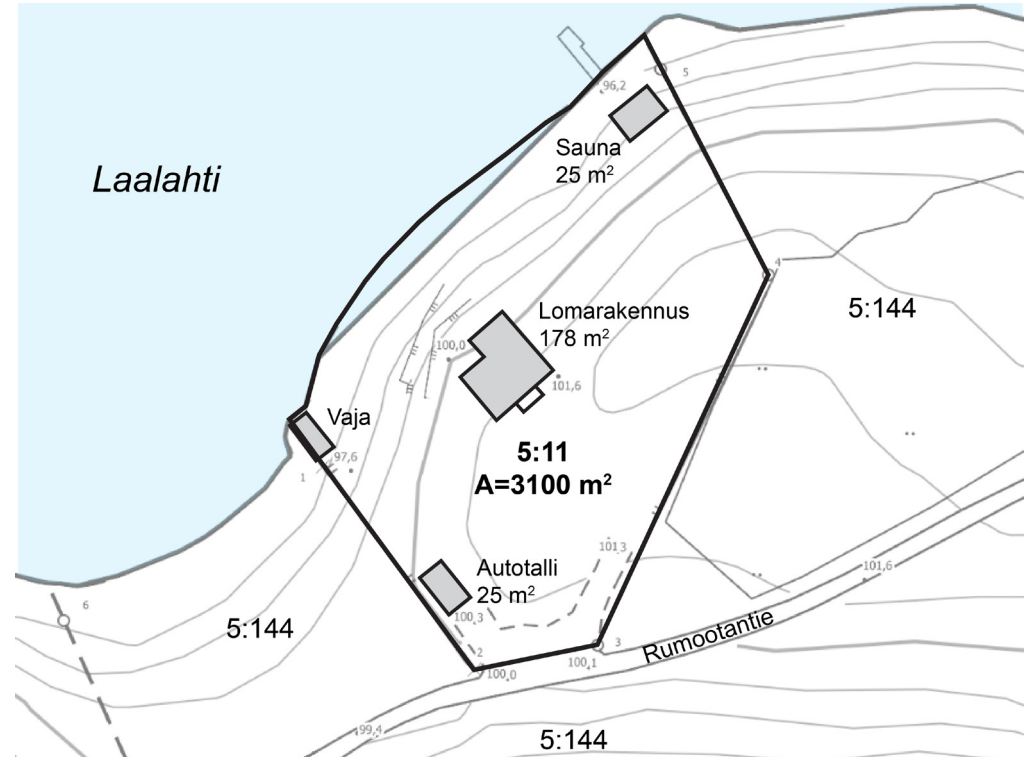 5
96,2
Sauna
25 m²
Laalahti
4
5:144
Lomarakennus
178 m²
100,0
101,6
Vaja
5:11
A=3100 m²
97,6
1
101,3
101,6
Autotalli
25 m²
100,3
6
5:144
Rumootantie
3
2
100,1
100,0
99,4
5:144